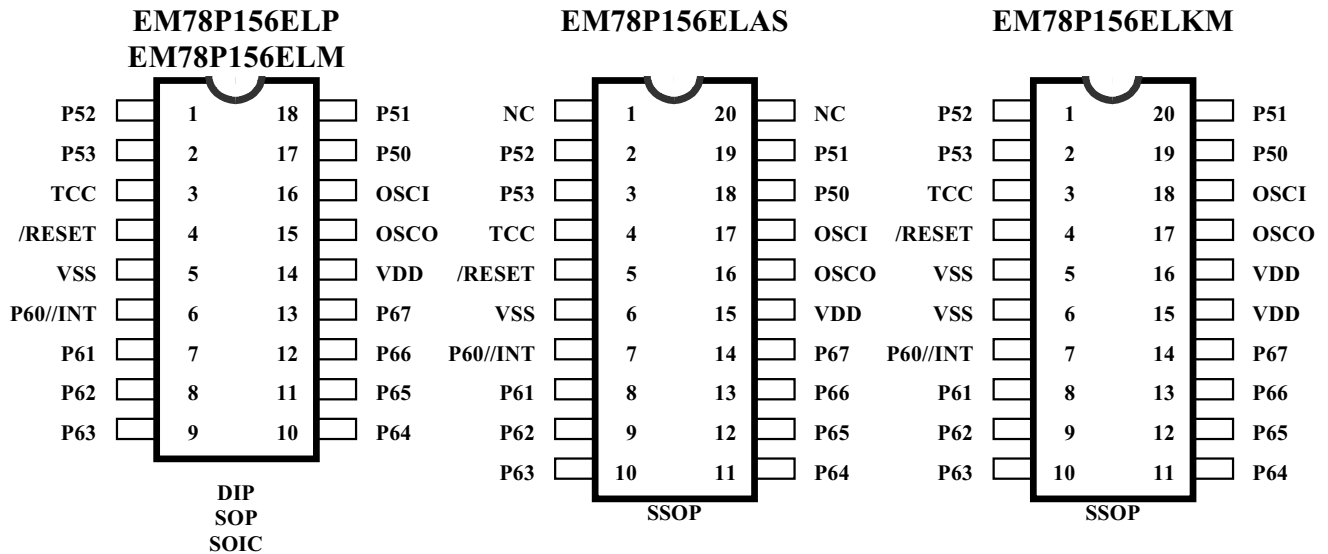 EM78P156ELP
EM78P156ELM
P52 1 18 P51
P53 2 17 P50
TCC 3 16 OSCI
/RESET 4 15 OSCO
VSS 5 14 VDD
P60//INT 6 13 P67
P61 7 12 P66
P62 8 11 P65
P63 9 10 P64
DIP
SOP
SOIC
EM78P156ELAS
NC 1 20 NC
P52 2 19 P51
P53 3 18 P50
TCC 4 17 OSCI
/RESET 5 16 OSCO
VSS 6 15 VDD
P60//INT 7 14 P67
P61 8 13 P66
P62 9 12 P65
P63 10 11 P64
SSOP
EM78P156ELKM
P52 1 20 P51
P53 2 19 P50
TCC 3 18 OSCI
/RESET 4 17 OSCO
VSS 5 16 VDD
VSS 6 15 VDD
P60//INT 7 14 P67
P61 8 13 P66
P62 9 12 P65
P63 10 11 P64
SSOP